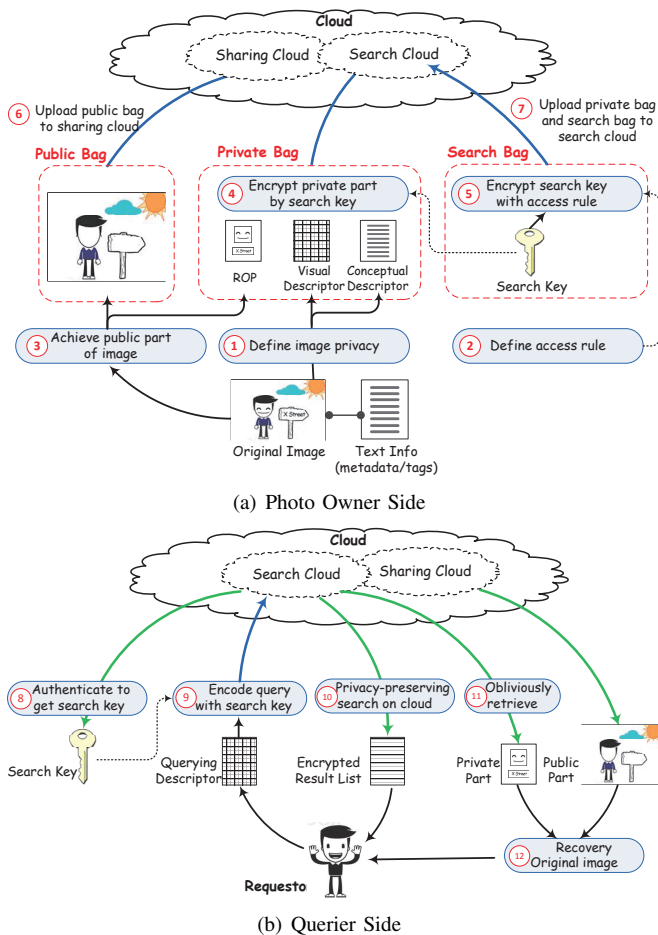 Cloud
Sharing Cloud
Search Cloud
6 Upload public bag
to sharing cloud
7 Upload private bag
and search bag to
search cloud
Public Bag
Private Bag
Search Bag
4 Encrypt private part
by search key
5 Encrypt search key
with access rule
X Street
ROP
Visual
Descriptor
Conceptual
Descriptor
Search Key
3 Achieve public part
of image
1 Define image privacy
2 Define access rule
X Street
Original Image
Text Info
(metadata/tags)
(a) Photo Owner Side
Cloud
Search Cloud
Sharing Cloud
8 Authenticate to
get search key
9 Encode query
with search key
10 Privacy-preserving
search on cloud
11 Obliviously
retrieve
Search Key
Querying
Descriptor
Encrypted
Result List
Private
Part
X Street
Public
Part
12 Recovery
Original image
Requesto
(b) Querier Side